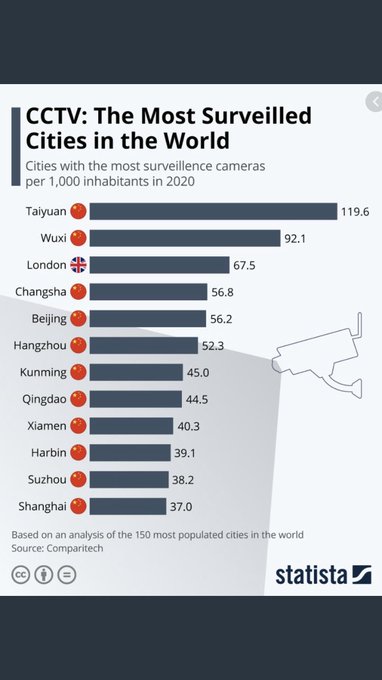 CCTV: The Most Surveilled
Cities in the World
Cities with the most surveillence cameras
per 1,000 inhabitants in 2020
Taiyuan 119.6
Wuxi 92.1
London 67.5
Changsha 56.8
Beijing 56.2
Hangzhou 52.3
Kunming 45.0
Qingdao 44.5
Xiamen 40.3
Harbin 39.1
Suzhou 38.2
Shanghai 37.0
Based on an analysis of the 150 most populated cities in the world
Source: Comparitech
cc
statista